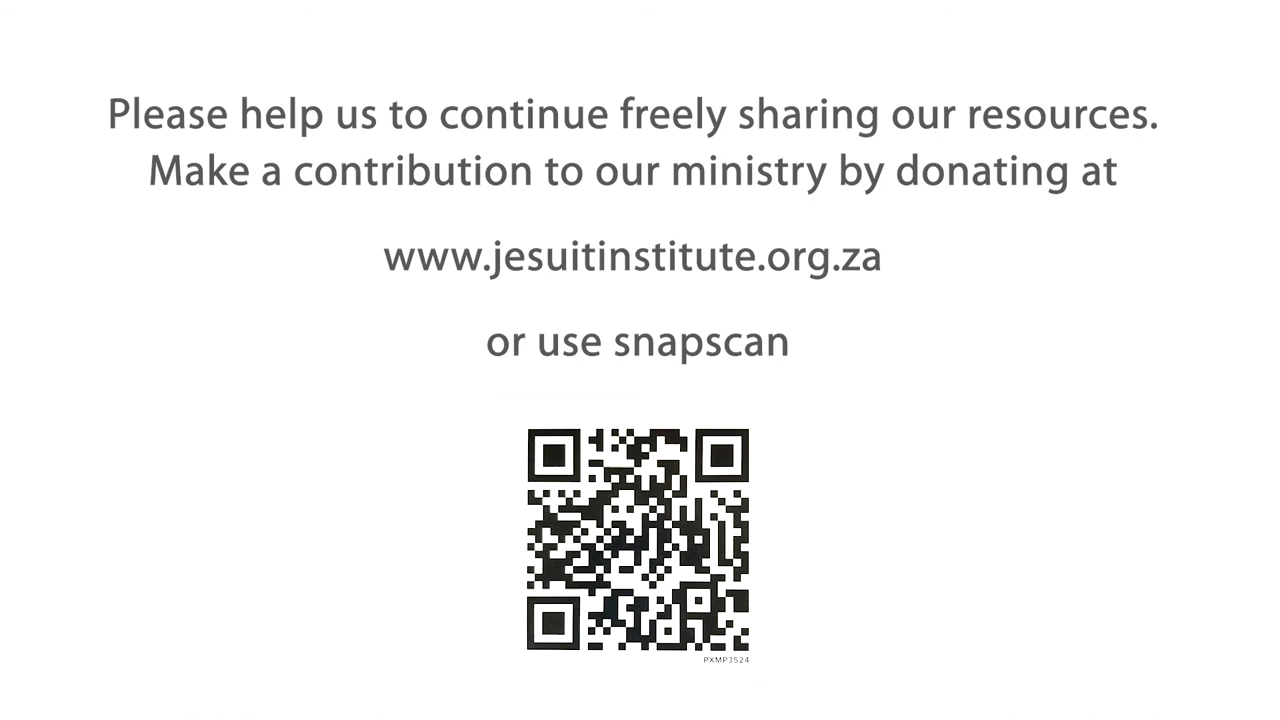 Please help us to continue freely sharing our resources.
Make a contribution to our ministry by donating at
www.jesuitinstitute.org.za
or use snapscan
PXMP3524